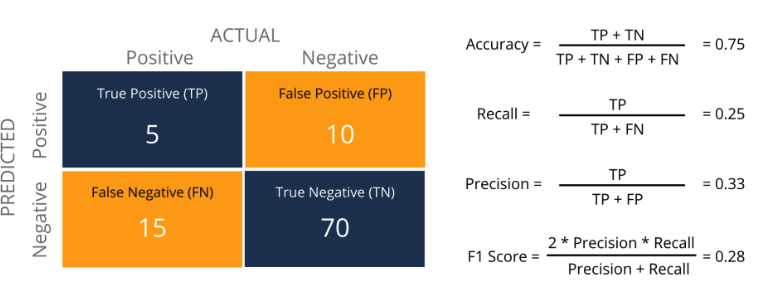 ACTUAL
Positive Negative
PREDICTED
Positive
Negative
True Positive (TP)
5
False Positive (FP)
10
False Negative (FN)
15
True Negative (TN)
70
Accuracy = TP + TN / TP + TN + FP + FN = 0.75
Recall = TP / TP + FN = 0.25
Precision = TP / TP + FP = 0.33
F1 Score = 2 * Precision * Recall / Precision + Recall = 0.28